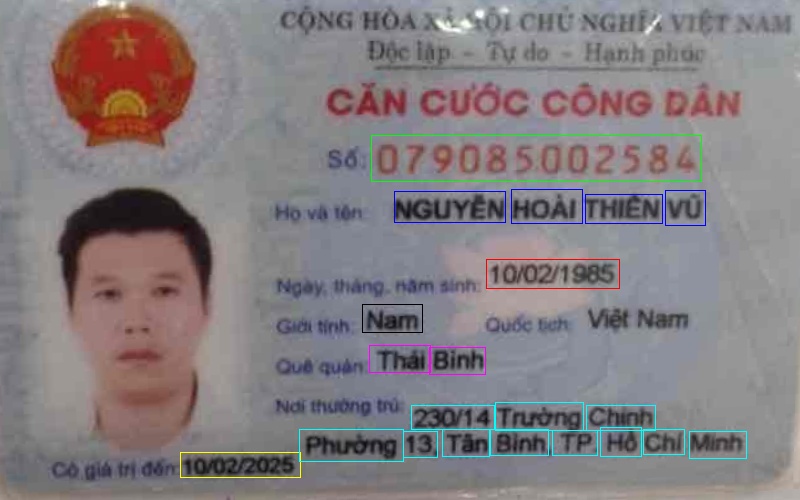 CỘNG HÒA XÃ HỘI CHỦ NGHĨA VIỆT NAM
Độc lập - Tự do - Hạnh phúc
CĂN CƯỚC CÔNG DÂN
Số: 079085002584
Họ và tên: NGUYỄN HOÀI THIÊN VŨ
Ngày, tháng, năm sinh: 10/02/1985
Giới tính: Nam Quốc tịch: Việt Nam
Quê quán: Thái Bình
Nơi thường trú: 230/14 Trường Chinh
Phường 13, Tân Bình, TP. Hồ Chí Minh
Có giá trị đến: 10/02/2025